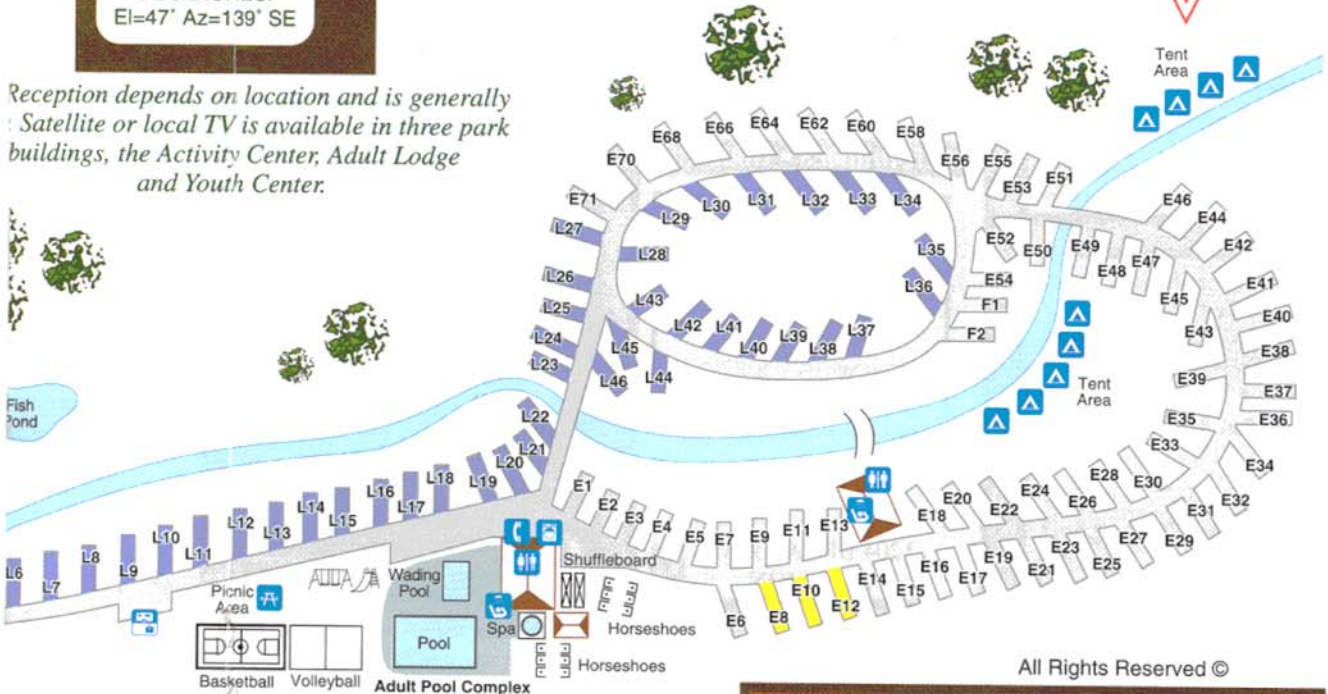 El=47° Az=139° SE
Reception depends on location and is generally
Satellite or local TV is available in three park
buildings, the Activity Center, Adult Lodge
and Youth Center.
Tent
Area
E71
E70
E68
E66
E64
E62
E60
E58
E56
E55
E53
E51
E46
E44
E42
E41
E40
E38
E37
E36
E34
E32
E52
E50
E49
E48
E47
E45
E43
E39
E35
E33
E54
F1
F2
L27
L26
L25
L24
L23
L28
L29
L30
L31
L32
L33
L34
L35
L36
L43
L42
L41
L40
L39
L38
L37
L45
L46
L44
Tent
Area
Fish
Pond
L22
L21
L20
L19
L18
L17
L16
L15
L14
L13
L12
L11
L10
L9
L8
L7
L6
E1
E2
E3
E4
E5
E7
E9
E11
E13
E18
E20
E22
E24
E26
E28
E30
E6
E8
E10
E12
E14
E15
E16
E17
E19
E21
E23
E25
E27
E29
E31
Picnic
Area
Wading
Pool
Shuffleboard
Pool
Spa
Horseshoes
Horseshoes
Basketball
Volleyball
Adult Pool Complex
All Rights Reserved ©